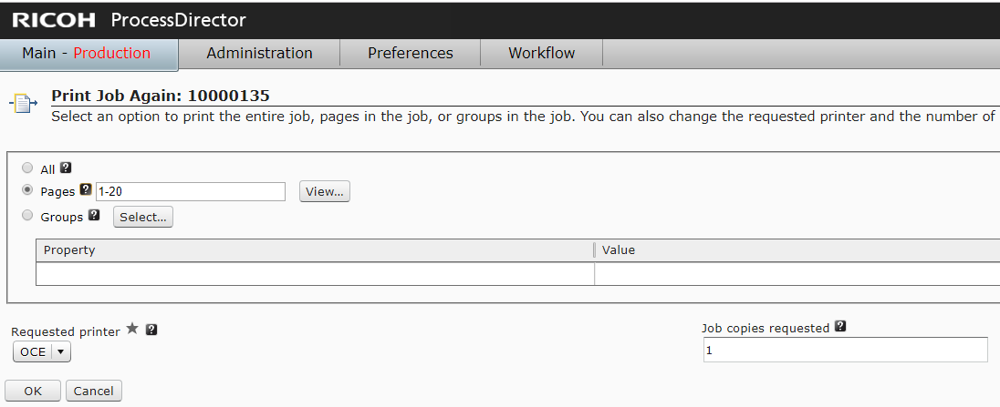 RICOH ProcessDirector
Main - Production Administration Preferences Workflow
Print Job Again: 10000135
Select an option to print the entire job, pages in the job, or groups in the job. You can also change the requested printer and the number of
All ?
Pages ? 1-20 View...
Groups ? Select...
Property Value
Requested printer ★ ? Job copies requested ?
OCE 1
OK Cancel